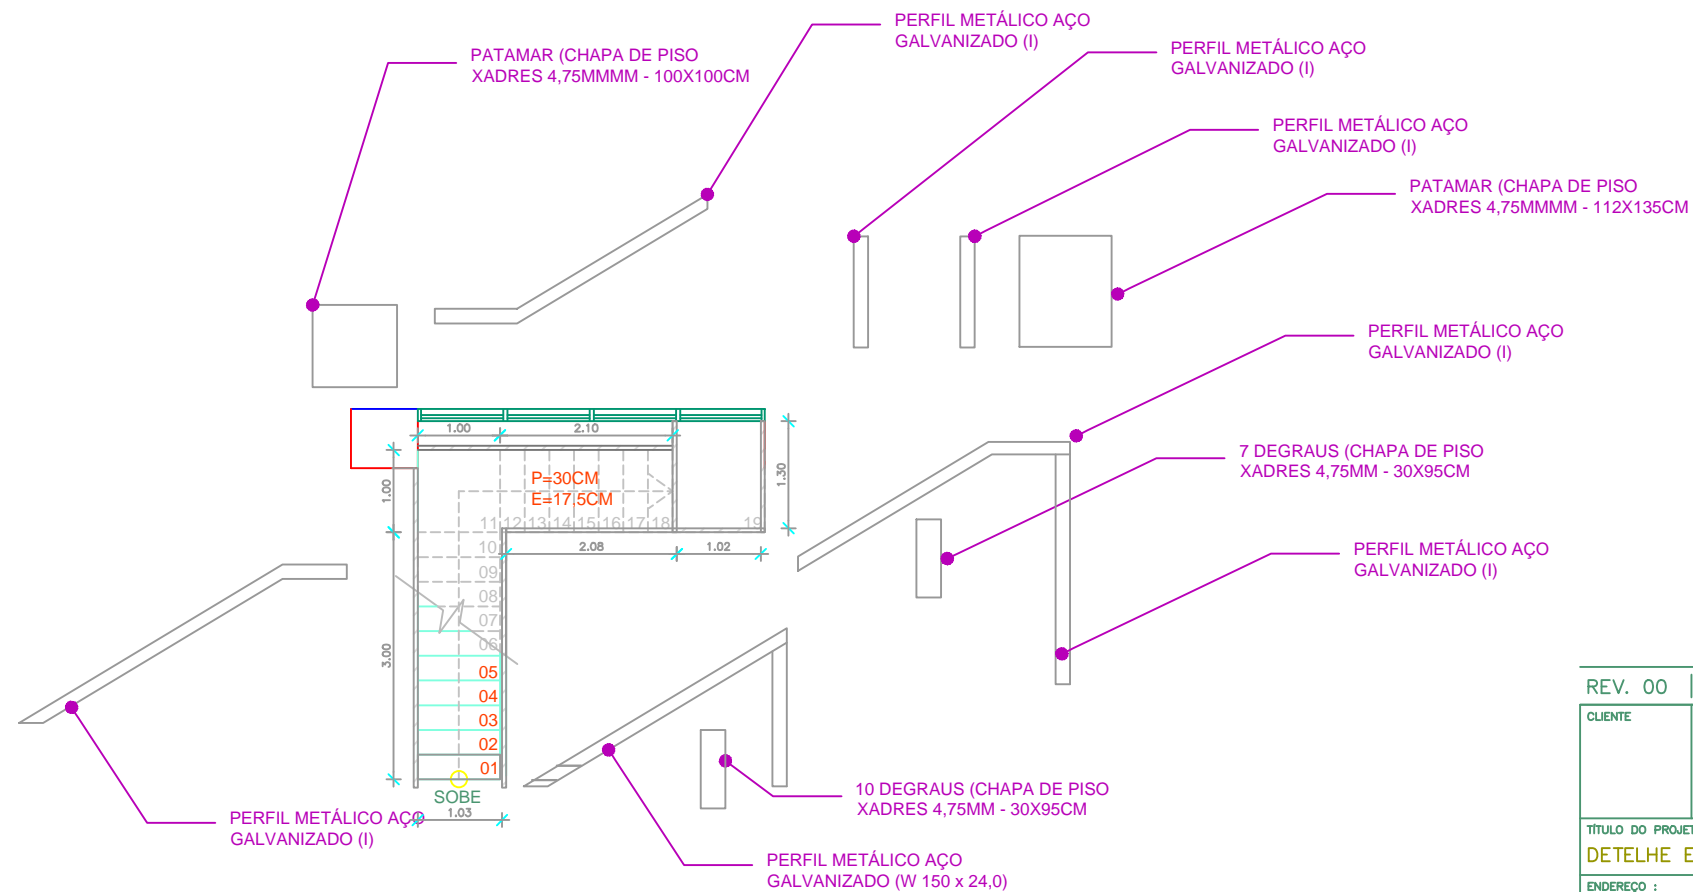 PERFIL METÁLICO AÇO
GALVANIZADO (I)
PATAMAR (CHAPA DE PISO
XADRES 4,75MMMM - 100X100CM
PERFIL METÁLICO AÇO
GALVANIZADO (I)
PERFIL METÁLICO AÇO
GALVANIZADO (I)
PATAMAR (CHAPA DE PISO
XADRES 4,75MMMM - 112X135CM
PERFIL METÁLICO AÇO
GALVANIZADO (I)
7 DEGRAUS (CHAPA DE PISO
XADRES 4,75MM - 30X95CM
PERFIL METÁLICO AÇO
GALVANIZADO (I)
1.00
2.10
1.30
1.00
P=30CM
E=17,5CM
11
12
13
14
15
16
17
18
19
2.08
1.02
10
09
08
07
06
05
04
03
02
01
3.00
SOBE
1.03
PERFIL METÁLICO AÇO
GALVANIZADO (I)
10 DEGRAUS (CHAPA DE PISO
XADRES 4,75MM - 30X95CM
PERFIL METÁLICO AÇO
GALVANIZADO (W 150 x 24,0)
REV. 00
CLIENTE
TÍTULO DO PROJET
DETELHE E
ENDEREÇO :